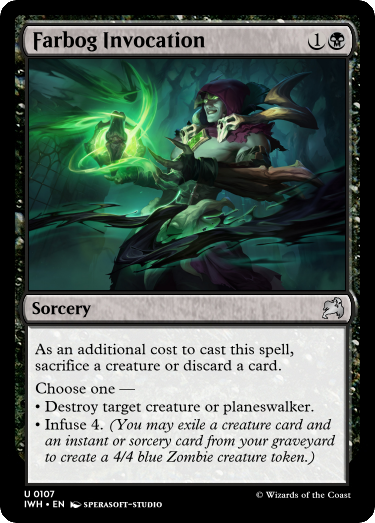 Farbog Invocation 1
Sorcery
As an additional cost to cast this spell,
sacrifice a creature or discard a card.
Choose one —
• Destroy target creature or planeswalker.
• Infuse 4. (You may exile a creature card and
an instant or sorcery card from your graveyard
to create a 4/4 blue Zombie creature token.)
U 0107
IWH • EN SPERASOFT-STUDIO
© Wizards of the Coast